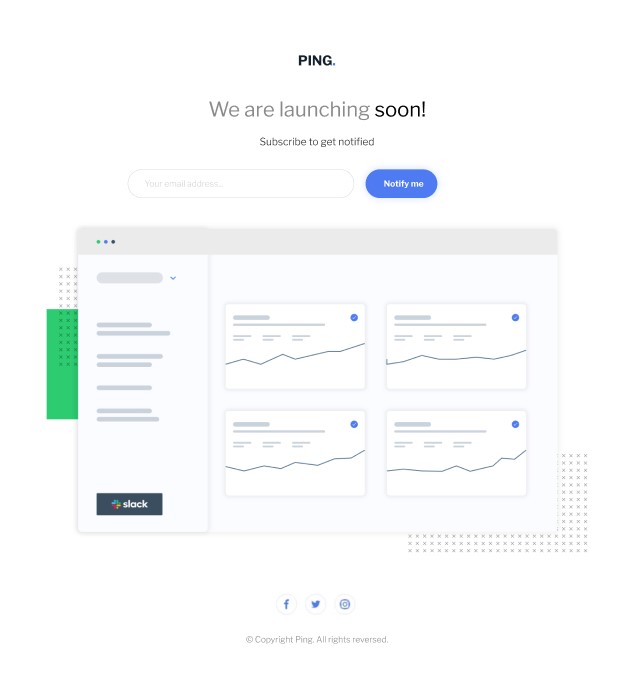 PING.
We are launching soon!
Subscribe to get notified
Your email address...
Notify me
slack
© Copyright Ping. All rights reversed.